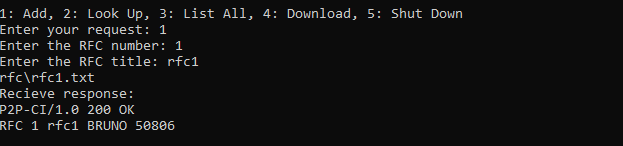 1: Add, 2: Look Up, 3: List All, 4: Download, 5: Shut Down
Enter your request: 1
Enter the RFC number: 1
Enter the RFC title: rfc1
rfc\rfc1.txt
Recieve response:
P2P-CI/1.0 200 OK
RFC 1 rfc1 BRUNO 50806